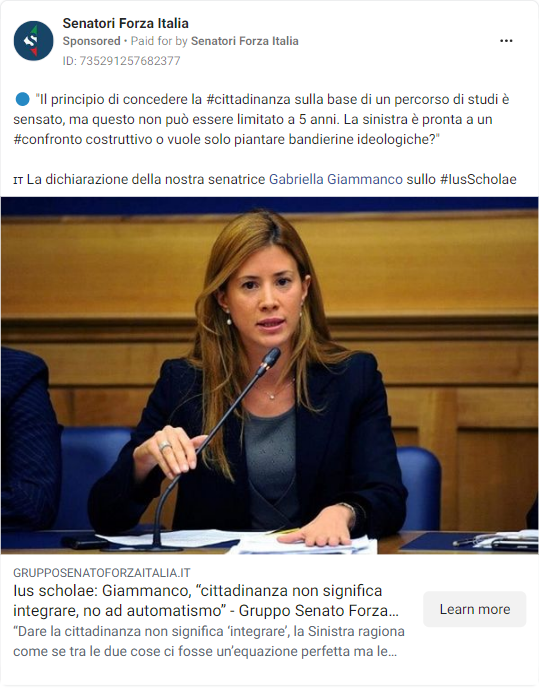 Senatori Forza Italia
Sponsored • Paid for by Senatori Forza Italia
ID: 735291257682377
🔵 "Il principio di concedere la #cittadinanza sulla base di un percorso di studi è
sensato, ma questo non può essere limitato a 5 anni. La sinistra è pronta a un
#confronto costruttivo o vuole solo piantare bandierine ideologiche?"
IT La dichiarazione della nostra senatrice Gabriella Giammanco sullo #IusScholae
GRUPPOSENATOFORZAITALIA.IT
Ius scholae: Giammanco, “cittadinanza non significa
integrare, no ad automatismo” - Gruppo Senato Forza...
Learn more
“Dare la cittadinanza non significa ‘integrare’, la Sinistra ragiona
come se tra le due cose ci fosse un’equazione perfetta ma le...